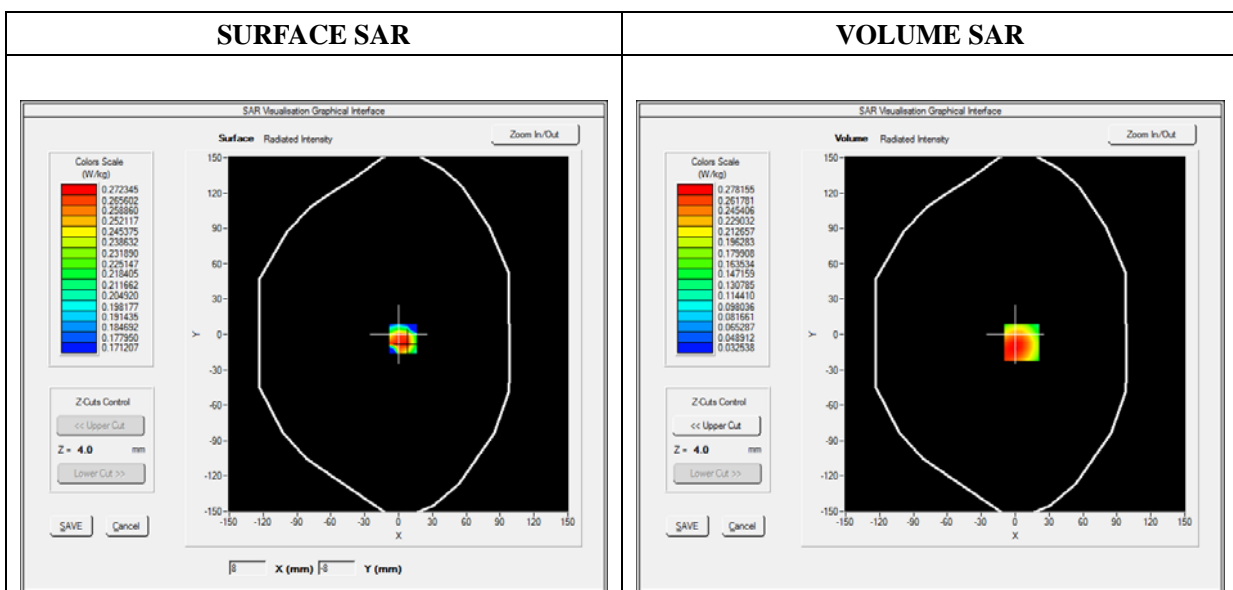 SURFACE SAR
VOLUME SAR
SAR Visualisation Graphical Interface
Surface Radiated Intensity
Zoom In/Out
Colors Scale
(W/kg)
0.272345
0.265602
0.258860
0.252117
0.245375
0.238632
0.231890
0.225147
0.218405
0.211662
0.204920
0.198177
0.191435
0.184692
0.177950
0.171207
Z-Cuts Control
<< Upper Cut
Z = 4.0 mm
Lower Cut >>
SAVE Cancel
150
120
90
60
30
0
-30
-60
-90
-120
-150
Y
-150 -120 -90 -60 -30 0 30 60 90 120 150
X
8 X (mm) -8 Y (mm)
SAR Visualisation Graphical Interface
Volume Radiated Intensity
Zoom In/Out
Colors Scale
(W/kg)
0.278155
0.261781
0.245406
0.229032
0.212657
0.196283
0.179908
0.163534
0.147159
0.130785
0.114410
0.098036
0.081661
0.065287
0.048912
0.032538
Z-Cuts Control
<< Upper Cut
Z = 4.0 mm
Lower Cut >>
SAVE Cancel
150
120
90
60
30
0
-30
-60
-90
-120
-150
Y
-150 -120 -90 -60 -30 0 30 60 90 120 150
X